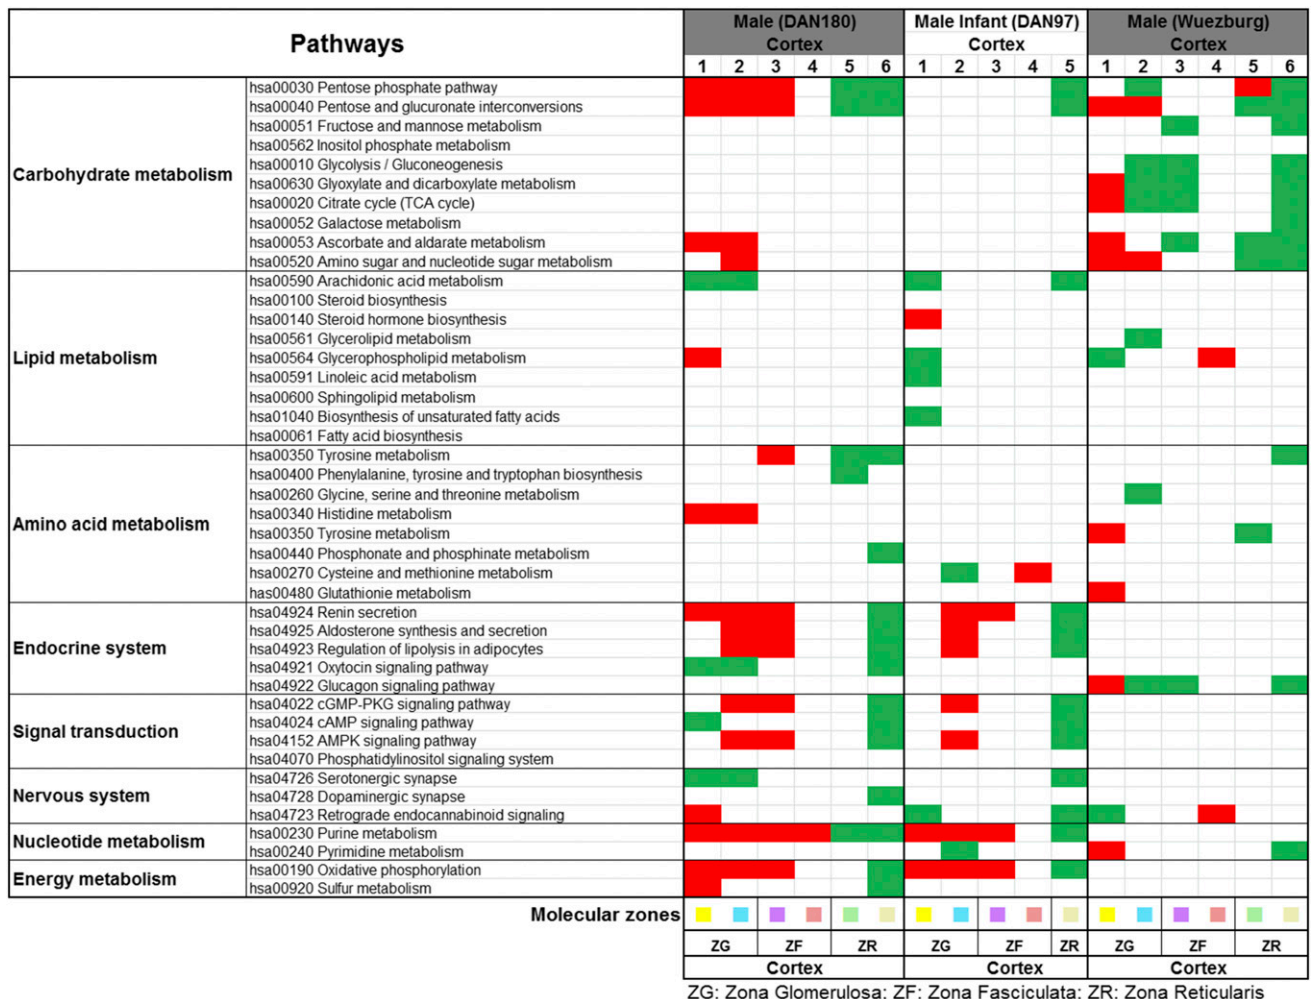 Pathways
Male (DAN180)
Cortex
1 2 3 4 5 6
Male Infant (DAN97)
Cortex
1 2 3 4 5
Male (Wuezburg)
Cortex
1 2 3 4 5 6
Carbohydrate metabolism
hsa00030 Pentose phosphate pathway
hsa00040 Pentose and glucuronate interconversions
hsa00051 Fructose and mannose metabolism
hsa00562 Inositol phosphate metabolism
hsa00010 Glycolysis / Gluconeogenesis
hsa00630 Glyoxylate and dicarboxylate metabolism
hsa00020 Citrate cycle (TCA cycle)
hsa00052 Galactose metabolism
hsa00053 Ascorbate and aldarate metabolism
hsa00520 Amino sugar and nucleotide sugar metabolism
Lipid metabolism
hsa00590 Arachidonic acid metabolism
hsa00100 Steroid biosynthesis
hsa00140 Steroid hormone biosynthesis
hsa00561 Glycerolipid metabolism
hsa00564 Glycerophospholipid metabolism
hsa00591 Linoleic acid metabolism
hsa00600 Sphingolipid metabolism
hsa01040 Biosynthesis of unsaturated fatty acids
hsa00061 Fatty acid biosynthesis
Amino acid metabolism
hsa00350 Tyrosine metabolism
hsa00400 Phenylalanine, tyrosine and tryptophan biosynthesis
hsa00260 Glycine, serine and threonine metabolism
hsa00340 Histidine metabolism
hsa00350 Tyrosine metabolism
hsa00440 Phosphonate and phosphinate metabolism
hsa00270 Cysteine and methionine metabolism
has00480 Glutathionie metabolism
Endocrine system
hsa04924 Renin secretion
hsa04925 Aldosterone synthesis and secretion
hsa04923 Regulation of lipolysis in adipocytes
hsa04921 Oxytocin signaling pathway
hsa04922 Glucagon signaling pathway
Signal transduction
hsa04022 cGMP-PKG signaling pathway
hsa04024 cAMP signaling pathway
hsa04152 AMPK signaling pathway
hsa04070 Phosphatidylinositol signaling system
Nervous system
hsa04726 Serotonergic synapse
hsa04728 Dopaminergic synapse
hsa04723 Retrograde endocannabinoid signaling
Nucleotide metabolism
hsa00230 Purine metabolism
hsa00240 Pyrimidine metabolism
Energy metabolism
hsa00190 Oxidative phosphorylation
hsa00920 Sulfur metabolism
Molecular zones
ZG ZF ZR ZG ZF ZR ZG ZF ZR
Cortex Cortex Cortex
ZG: Zona Glomerulosa; ZF: Zona Fasciculata; ZR: Zona Reticularis